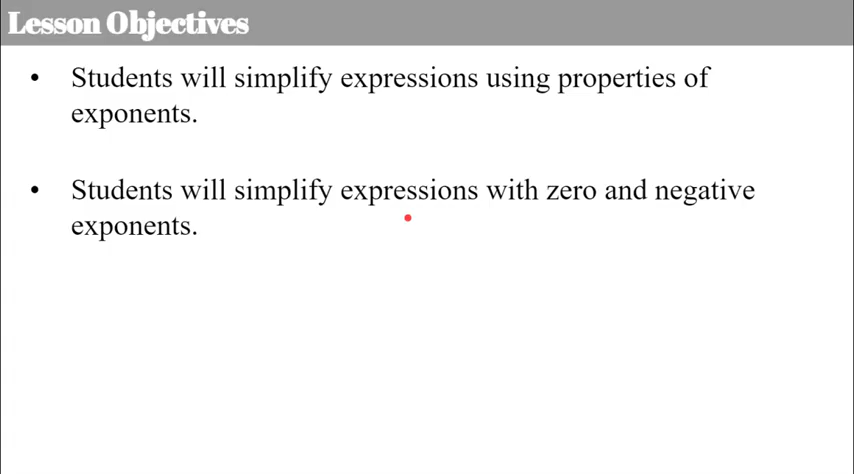 Lesson Objectives
• Students will simplify expressions using properties of
exponents.
• Students will simplify expressions with zero and negative
exponents.